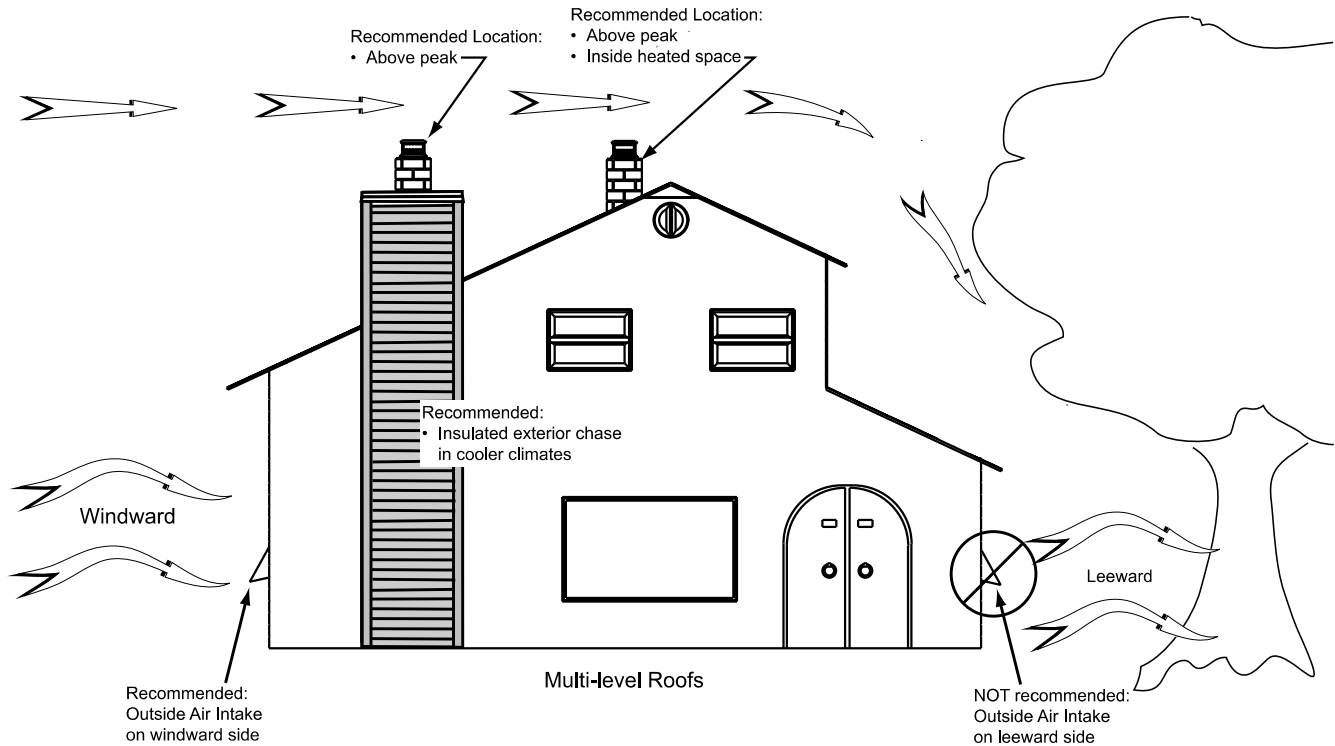 Recommended Location:
• Above peak
Recommended Location:
• Above peak
• Inside heated space
Recommended:
• Insulated exterior chase
in cooler climates
Windward
Leeward
Recommended:
Outside Air Intake
on windward side
Multi-level Roofs
NOT recommended:
Outside Air Intake
on leeward side